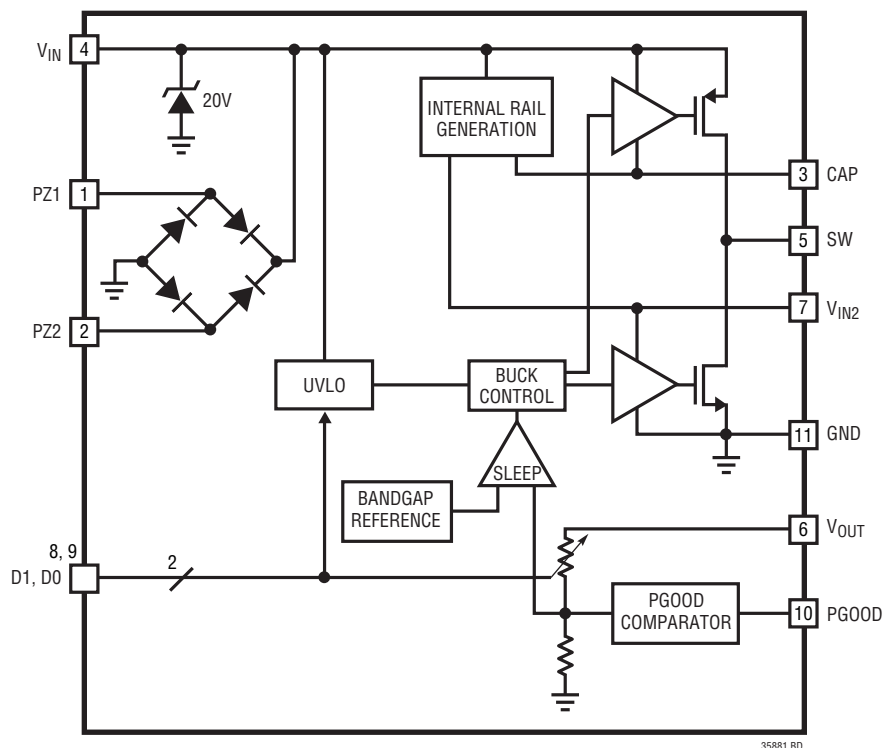 VIN 4
20V
INTERNAL RAIL
GENERATION
3 CAP
PZ1 1
5 SW
7 VIN2
PZ2 2
UVLO
BUCK
CONTROL
11 GND
SLEEP
BANDGAP
REFERENCE
6 VOUT
8, 9
D1, D0
2
PGOOD
COMPARATOR
10 PGOOD
35881 BD